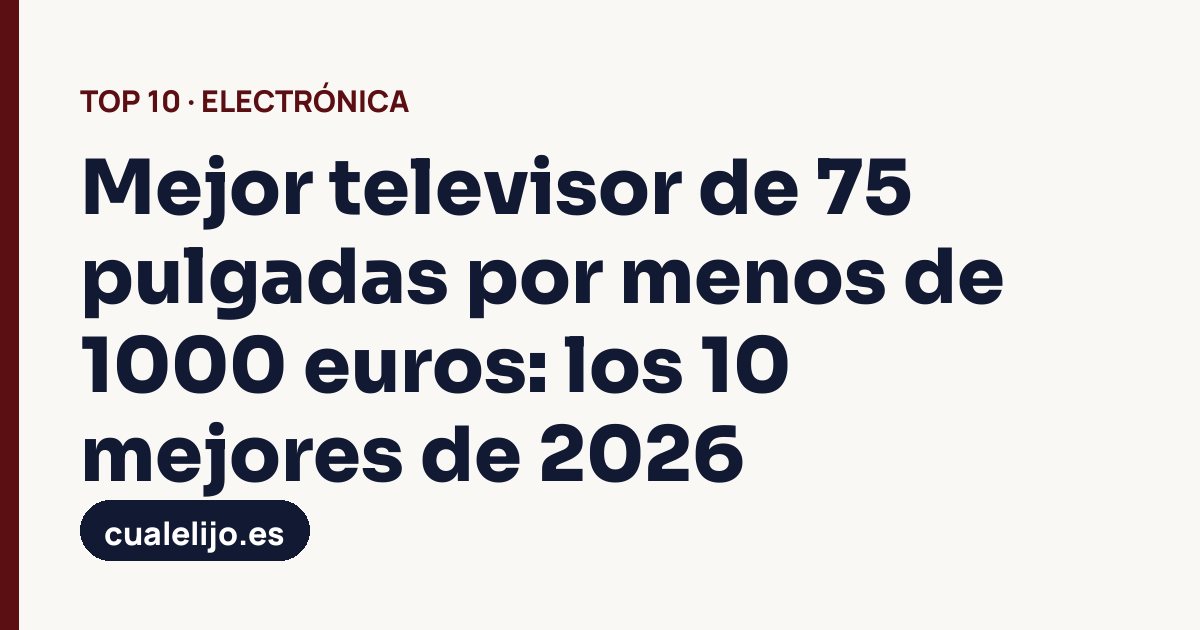 TOP 10 · ELECTRÓNICA
Mejor televisor de 75
pulgadas por menos de
1000 euros: los 10
mejores de 2026
cualelijo.es